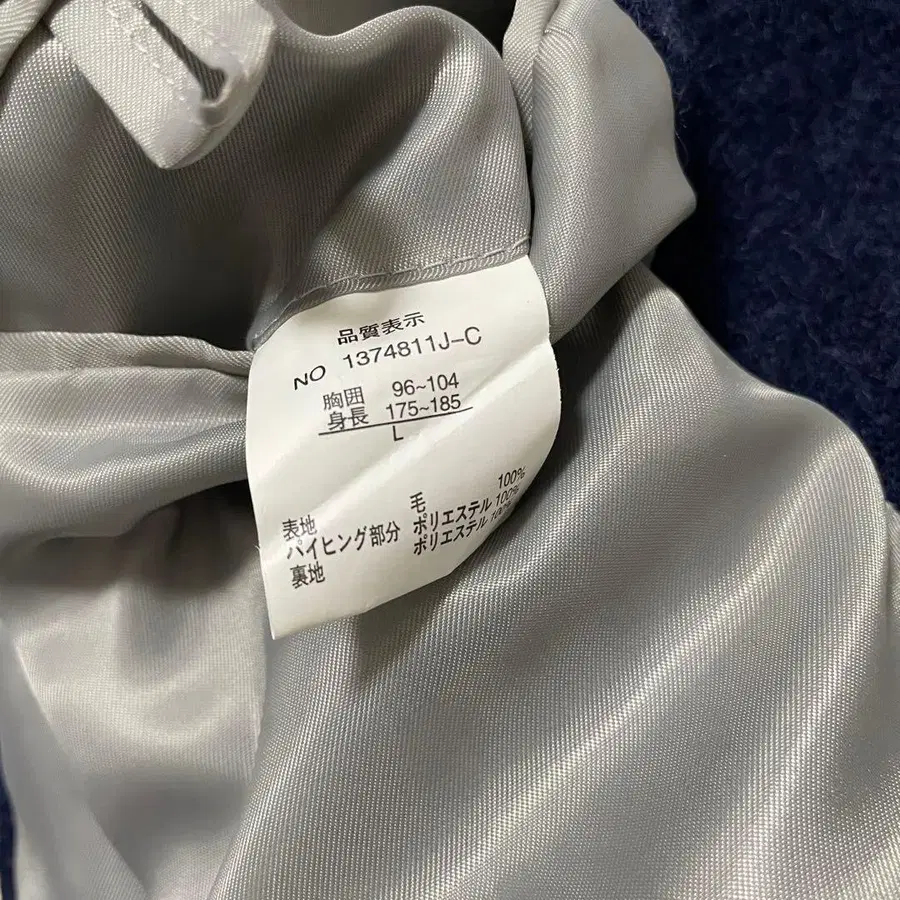 品質表示
NO 1374811J-C
胸囲 96~104
身長 175~185
L
表地 毛 100%
パイピング部分 ポリエステル 100%
裏地 ポリエステル 100%